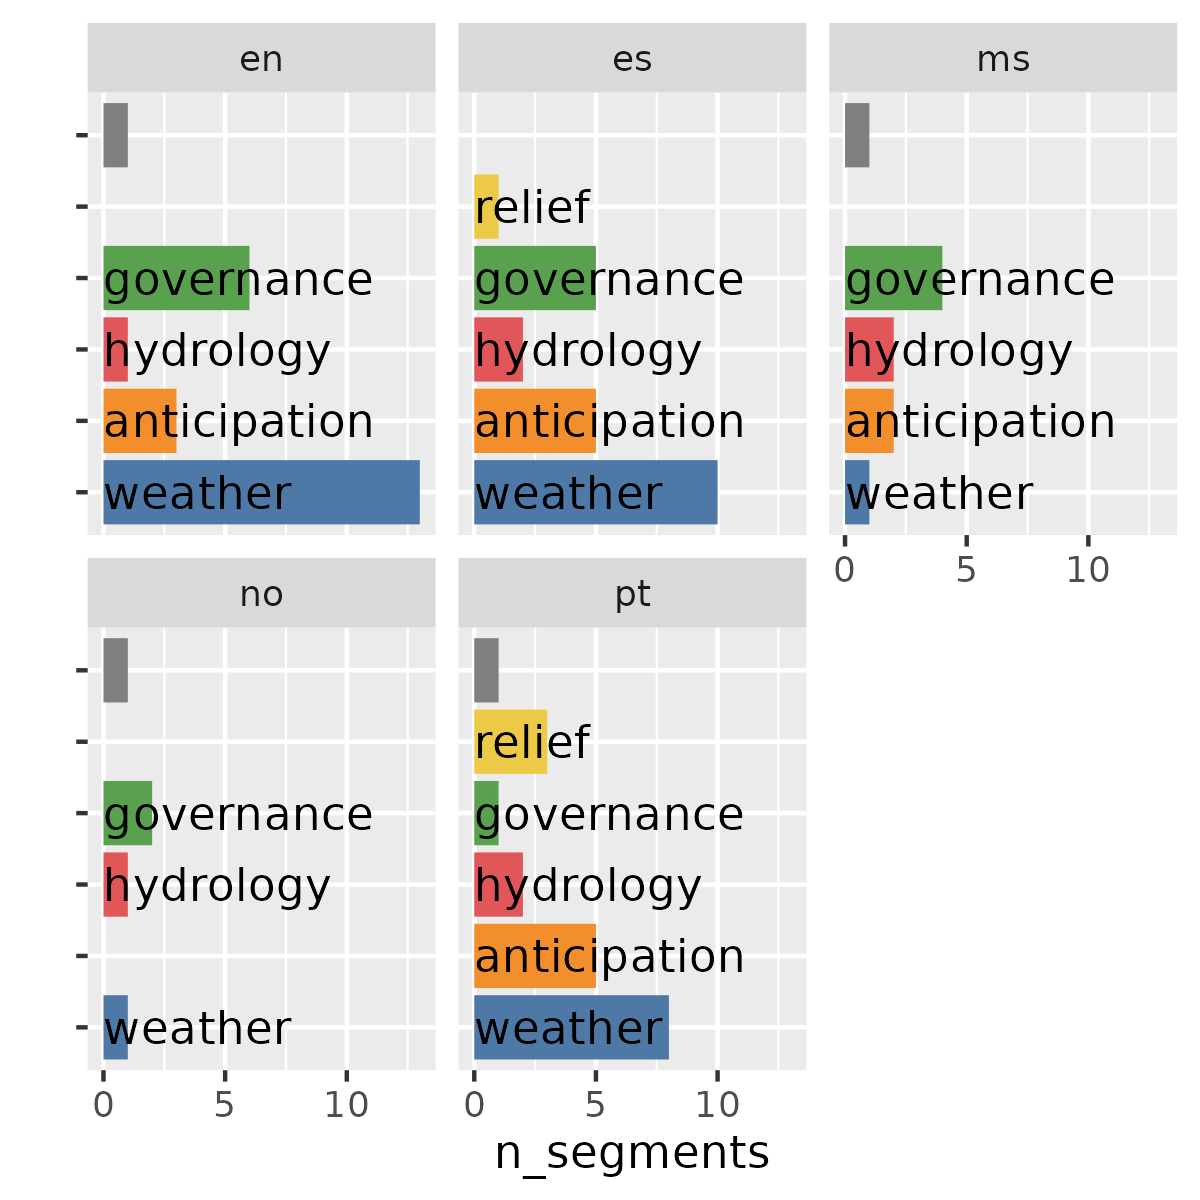 en
governance
hydrology
anticipation
weather
es
relief
governance
hydrology
anticipation
weather
ms
governance
hydrology
anticipation
weather
0 5 10
no
governance
hydrology
weather
0 5 10
pt
relief
governance
hydrology
anticipation
weather
0 5 10
n_segments